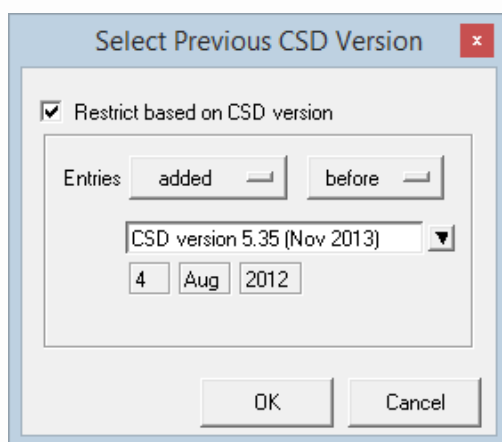 Select Previous CSD Version x
Restrict based on CSD version
Entries added before
CSD version 5.35 (Nov 2013)
4 Aug 2012
OK Cancel